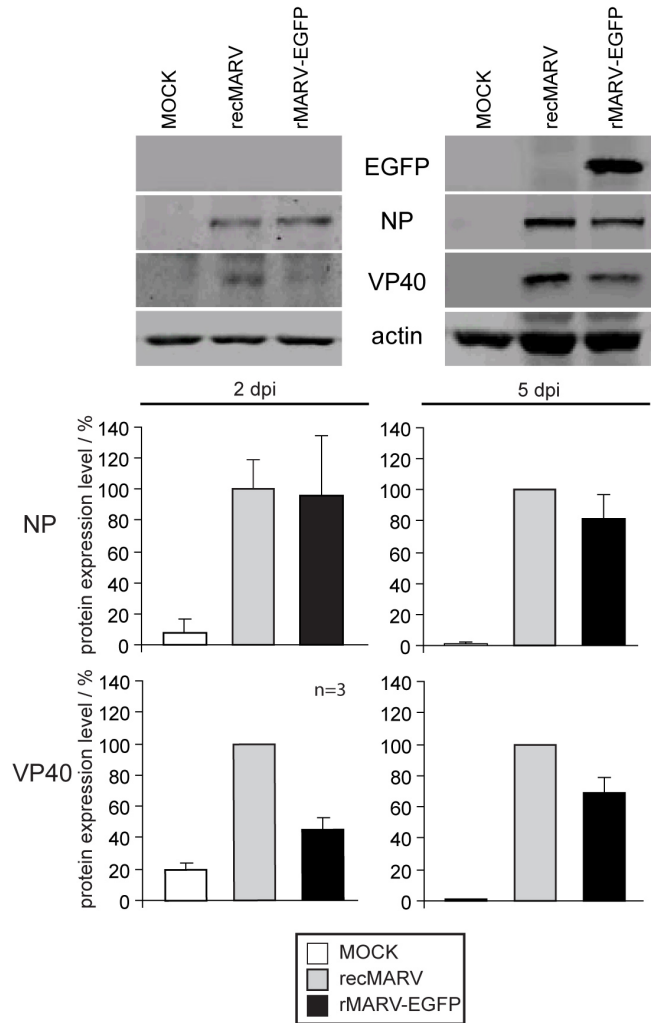 MOCK
recMARV
rMARV-EGFP
MOCK
recMARV
rMARV-EGFP
EGFP
NP
VP40
actin
2 dpi
5 dpi
NP
protein expression level / %
140
120
100
80
60
40
20
0
140
120
100
80
60
40
20
0
VP40
protein expression level / %
140
120
100
80
60
40
20
0
n=3
140
120
100
80
60
40
20
0
MOCK
recMARV
rMARV-EGFP